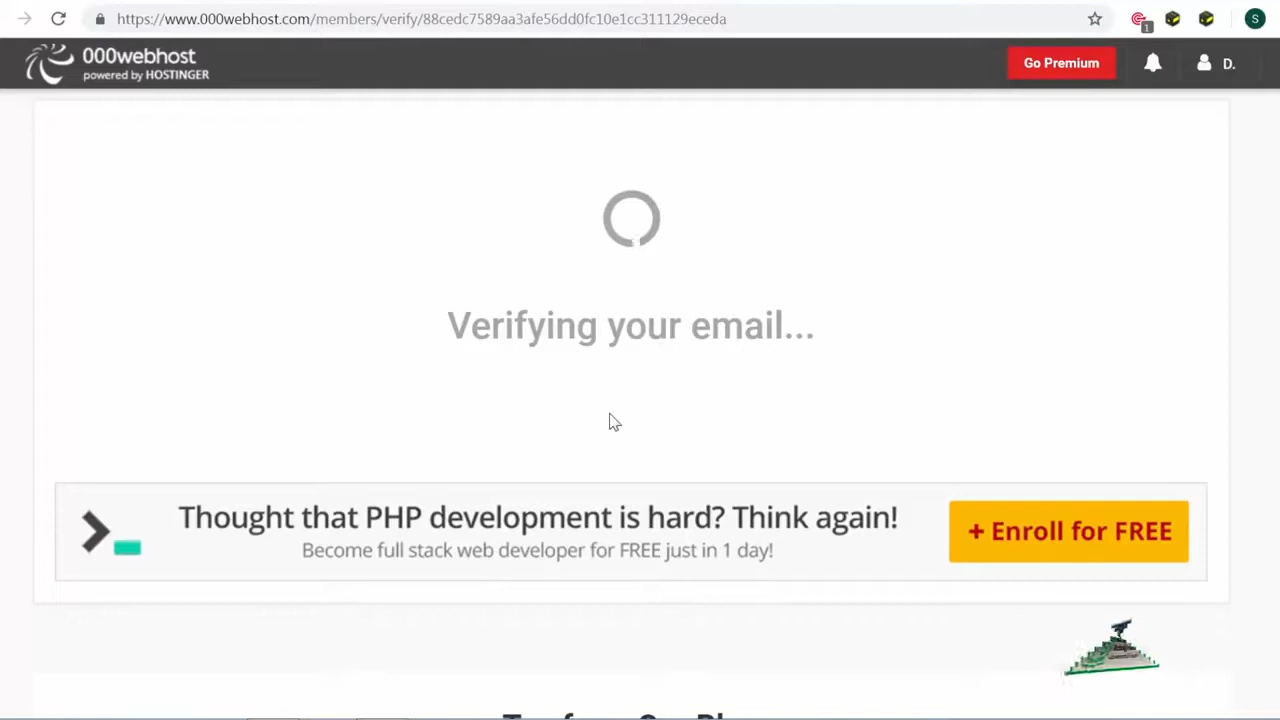 https://www.000webhost.com/members/verify/88cedc7589aa3afe56dd0fc10e1cc311129eceda
1
S
000webhost
powered by HOSTINGER
Go Premium
D.
Verifying your email...
Thought that PHP development is hard? Think again!
Become full stack web developer for FREE just in 1 day!
+ Enroll for FREE